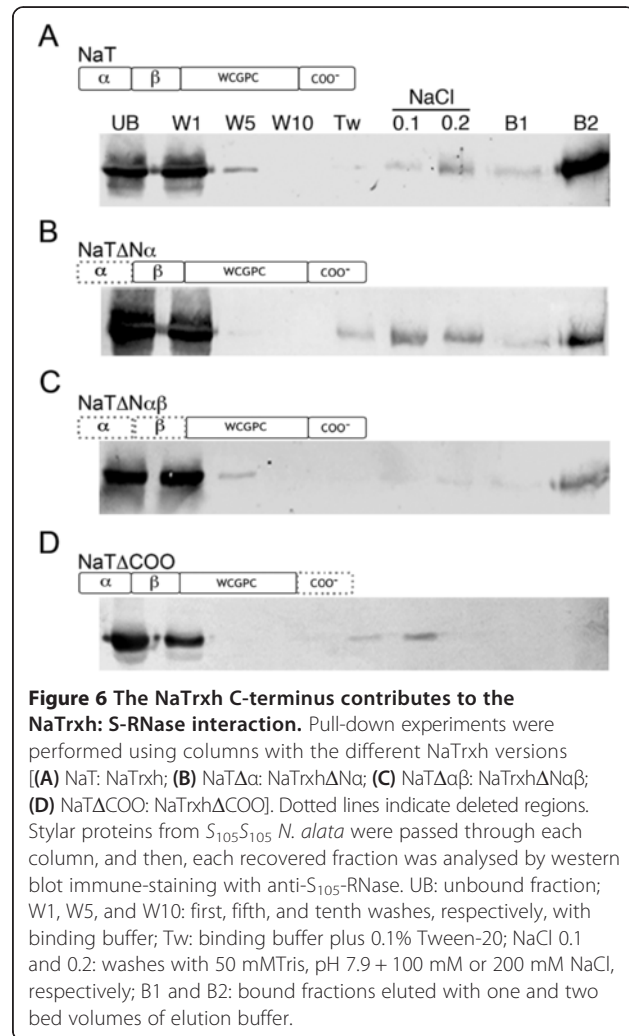 A
NaT
α β WCGPC COO⁻
NaCl
UB W1 W5 W10 Tw 0.1 0.2 B1 B2
B
NaTΔNα
α β WCGPC COO⁻
C
NaTΔNαβ
α β WCGPC COO⁻
D
NaTΔCOO
α β WCGPC COO⁻
Figure 6 The NaTrxh C-terminus contributes to the
NaTrxh: S-RNase interaction. Pull-down experiments were
performed using columns with the different NaTrxh versions
[(A) NaT: NaTrxh; (B) NaTΔα: NaTrxhΔNα; (C) NaTΔαβ: NaTrxhΔNαβ;
(D) NaTΔCOO: NaTrxhΔCOO]. Dotted lines indicate deleted regions.
Stylar proteins from S₁₀₅S₁₀₅ N. alata were passed through each
column, and then, each recovered fraction was analysed by western
blot immune-staining with anti-S₁₀₅-RNase. UB: unbound fraction;
W1, W5, and W10: first, fifth, and tenth washes, respectively, with
binding buffer; Tw: binding buffer plus 0.1% Tween-20; NaCl 0.1
and 0.2: washes with 50 mMTris, pH 7.9 + 100 mM or 200 mM NaCl,
respectively; B1 and B2: bound fractions eluted with one and two
bed volumes of elution buffer.